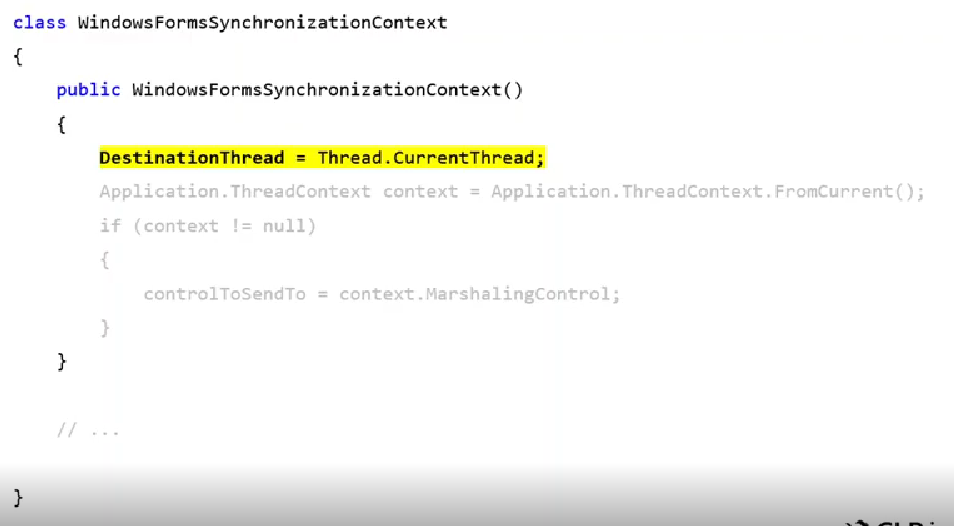 class WindowsFormsSynchronizationContext
{
    public WindowsFormsSynchronizationContext()
    {
        DestinationThread = Thread.CurrentThread;
        Application.ThreadContext context = Application.ThreadContext.FromCurrent();
        if (context != null)
        {
            controlToSendTo = context.MarshalingControl;
        }
    }
    // ...
}